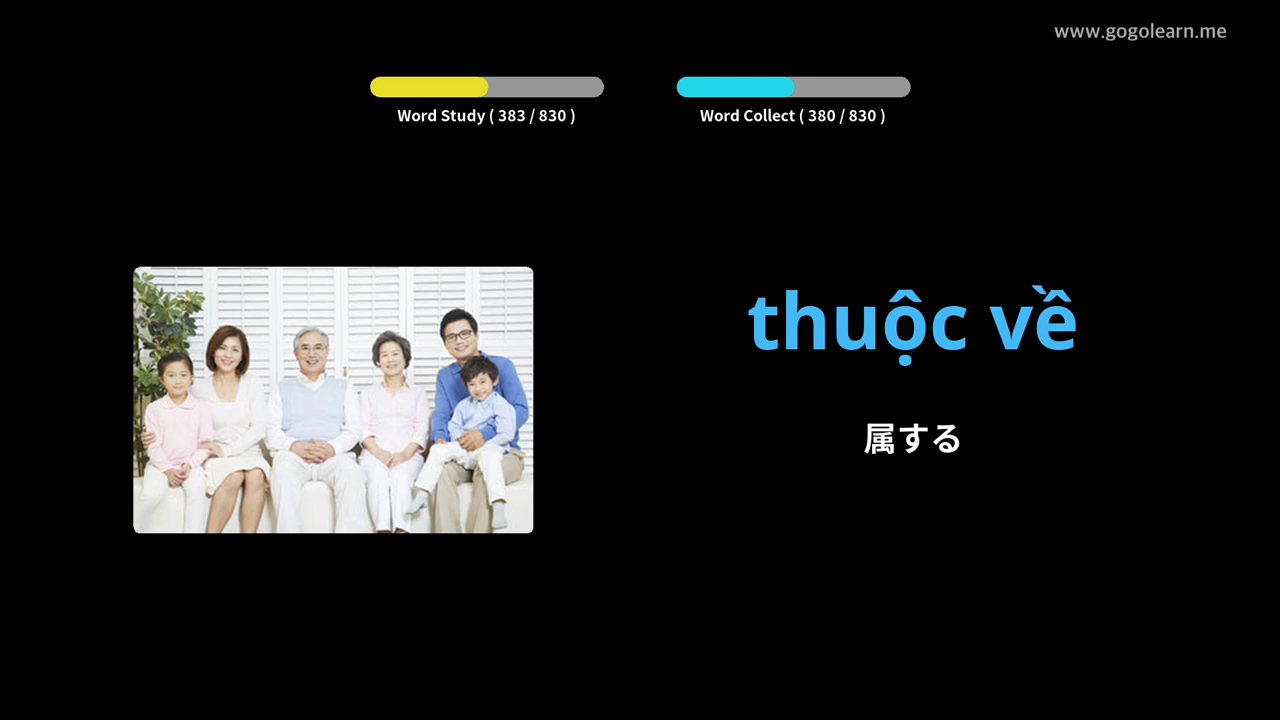 www.gogolearn.me
Word Study ( 383 / 830 )
Word Collect ( 380 / 830 )
thuộc về
属する